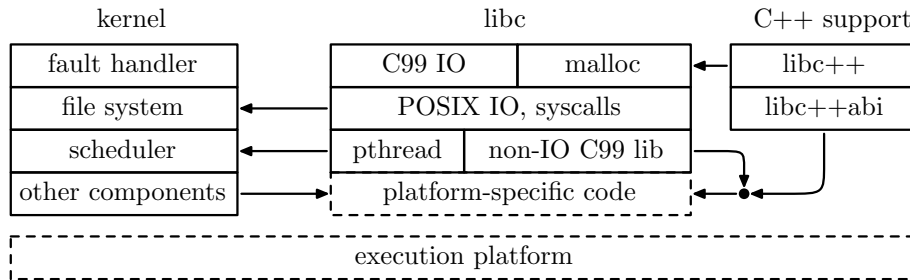 kernel
libc
C++ support
fault handler
C99 IO
malloc
libc++
file system
POSIX IO, syscalls
libc++abi
scheduler
pthread
non-IO C99 lib
other components
platform-specific code
execution platform